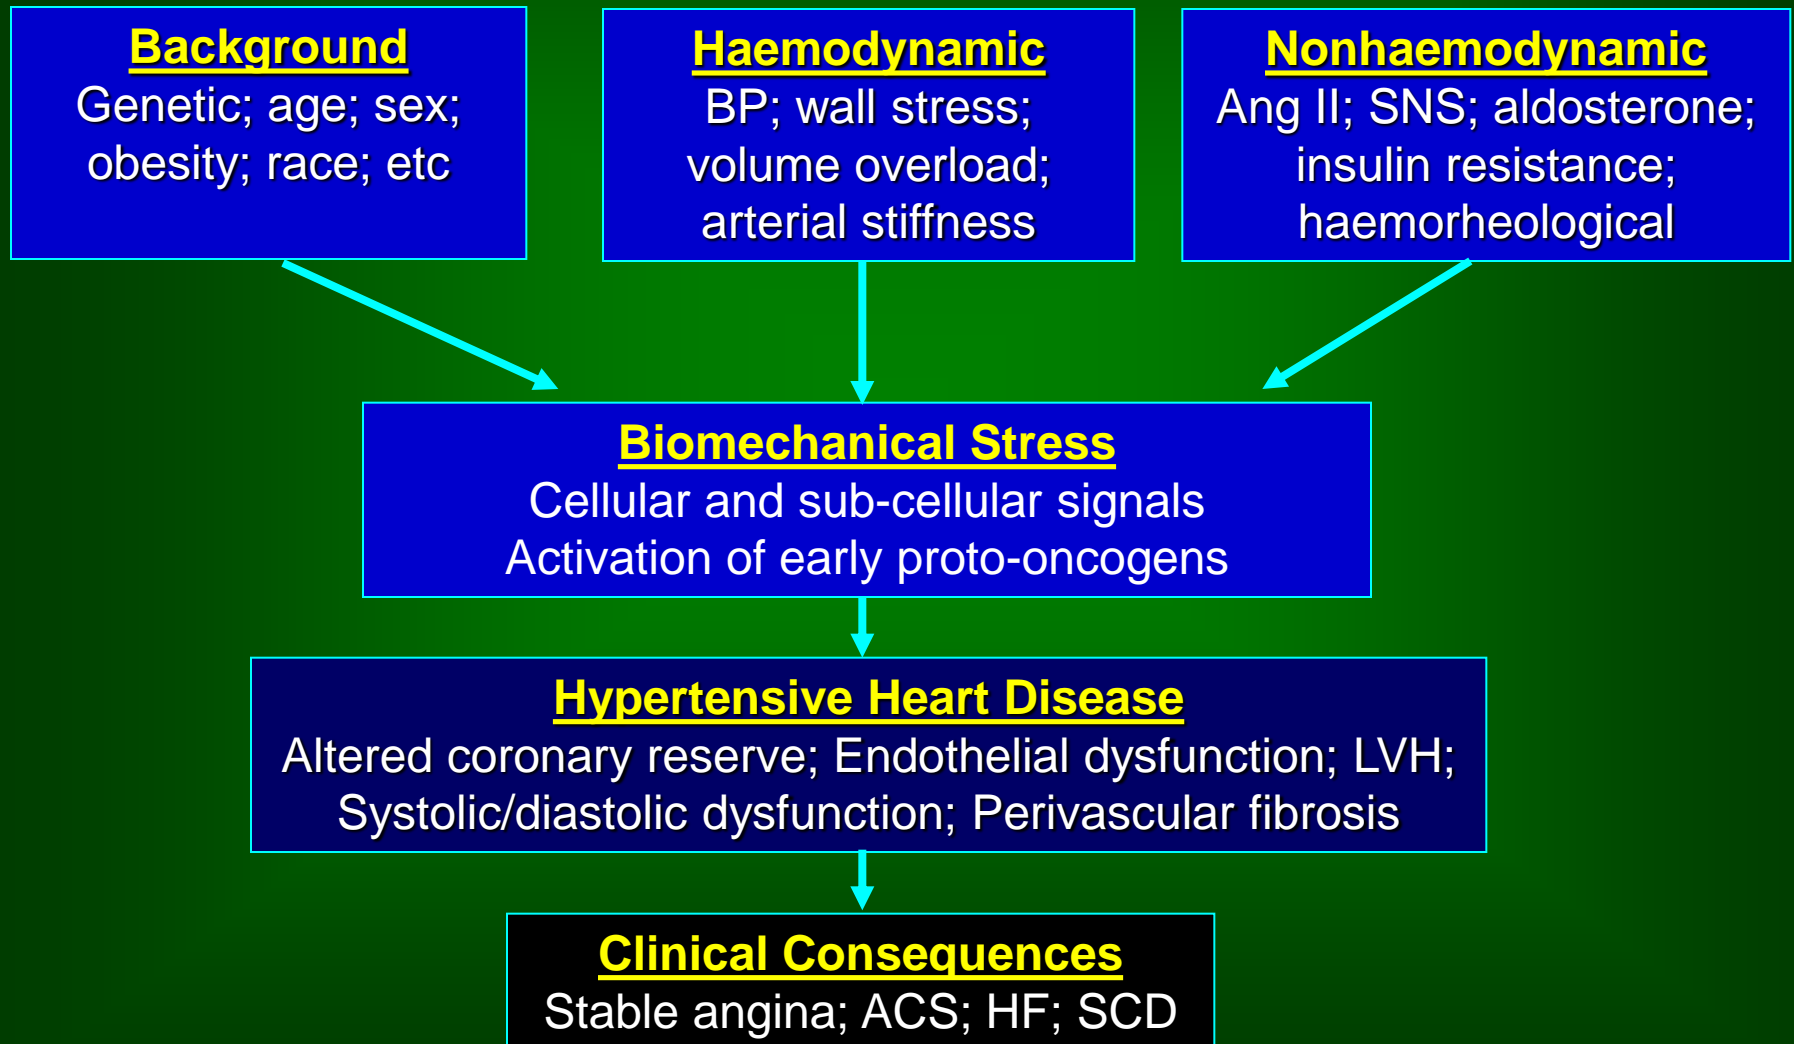 Background
Genetic; age; sex;
obesity; race; etc
Haemodynamic
BP; wall stress;
volume overload;
arterial stiffness
Nonhaemodynamic
Ang II; SNS; aldosterone;
insulin resistance;
haemorheological
Biomechanical Stress
Cellular and sub-cellular signals
Activation of early proto-oncogens
Hypertensive Heart Disease
Altered coronary reserve; Endothelial dysfunction; LVH;
Systolic/diastolic dysfunction; Perivascular fibrosis
Clinical Consequences
Stable angina; ACS; HF; SCD